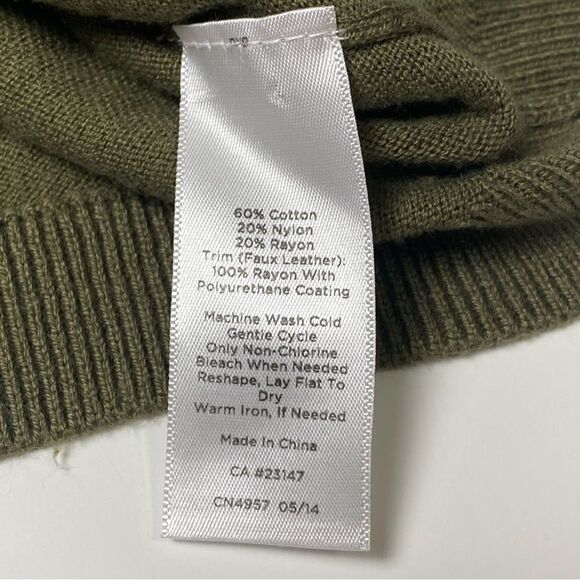 60% Cotton
20% Nylon
20% Rayon
Trim (Faux Leather):
100% Rayon With
Polyurethane Coating
Machine Wash Cold
Gentle Cycle
Only Non-Chlorine
Bleach When Needed
Reshape, Lay Flat To
Dry
Warm Iron, If Needed
Made In China
CA #23147
CN4957 05/14